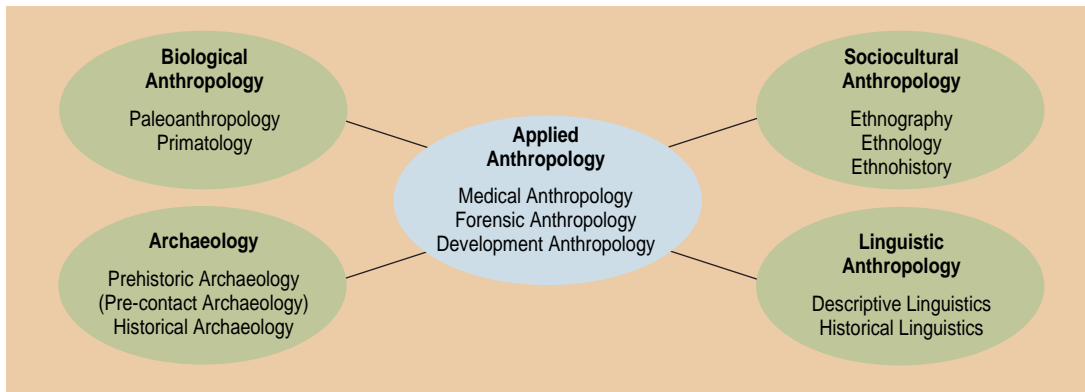 Biological
Anthropology
Paleoanthropology
Primatology
Sociocultural
Anthropology
Ethnography
Ethnology
Ethnohistory
Applied
Anthropology
Medical Anthropology
Forensic Anthropology
Development Anthropology
Archaeology
Prehistoric Archaeology
(Pre-contact Archaeology)
Historical Archaeology
Linguistic
Anthropology
Descriptive Linguistics
Historical Linguistics